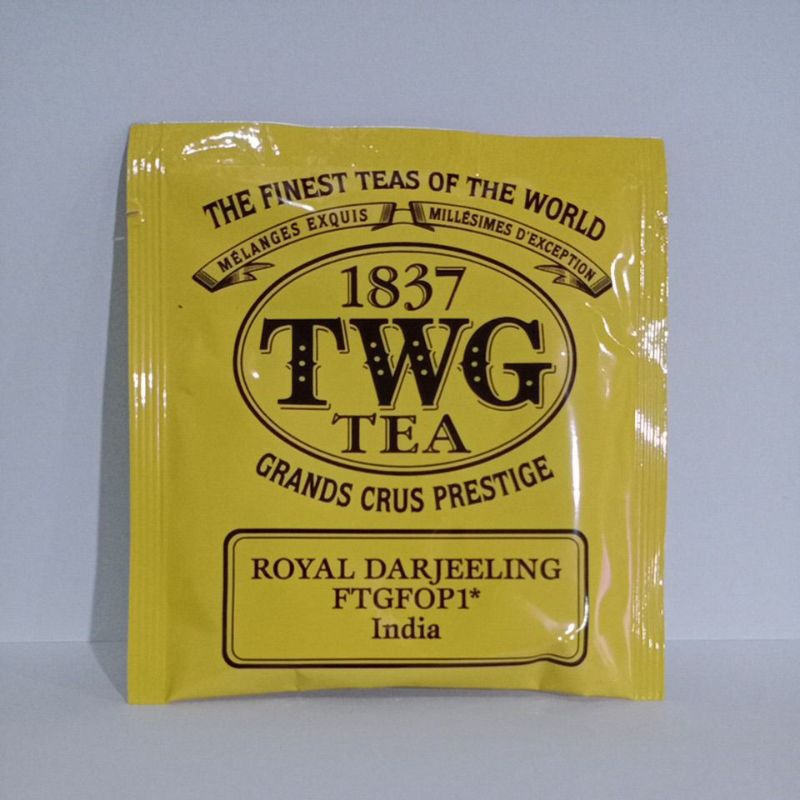 THE FINEST TEAS OF THE WORLD
MÉLANGES EXQUIS MILLÉSIMES D'EXCEPTION
1837
TWG
TEA
GRANDS CRUS PRESTIGE
ROYAL DARJEELING
FTGFOP1*
India